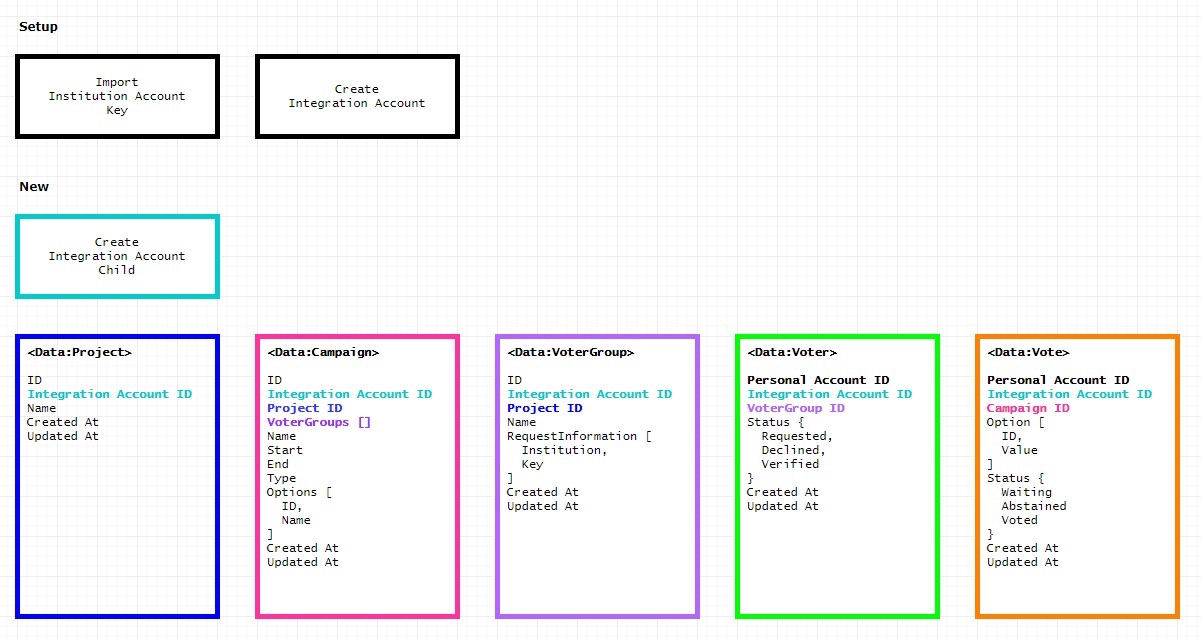 Setup
Import
Institution Account
Key
Create
Integration Account
New
Create
Integration Account
Child
<Data:Project>
ID
Integration Account ID
Name
Created At
Updated At
<Data:Campaign>
ID
Integration Account ID
Project ID
VoterGroups []
Name
Start
End
Type
Options [
ID,
Name
]
Created At
Updated At
<Data:VoterGroup>
ID
Integration Account ID
Project ID
Name
RequestInformation [
Institution,
Key
]
Created At
Updated At
<Data:Voter>
Personal Account ID
Integration Account ID
VoterGroup ID
Status {
Requested,
Declined,
Verified
}
Created At
Updated At
<Data:Vote>
Personal Account ID
Integration Account ID
Campaign ID
Option [
ID,
Value
]
Status {
Waiting
Abstained
Voted
}
Created At
Updated At